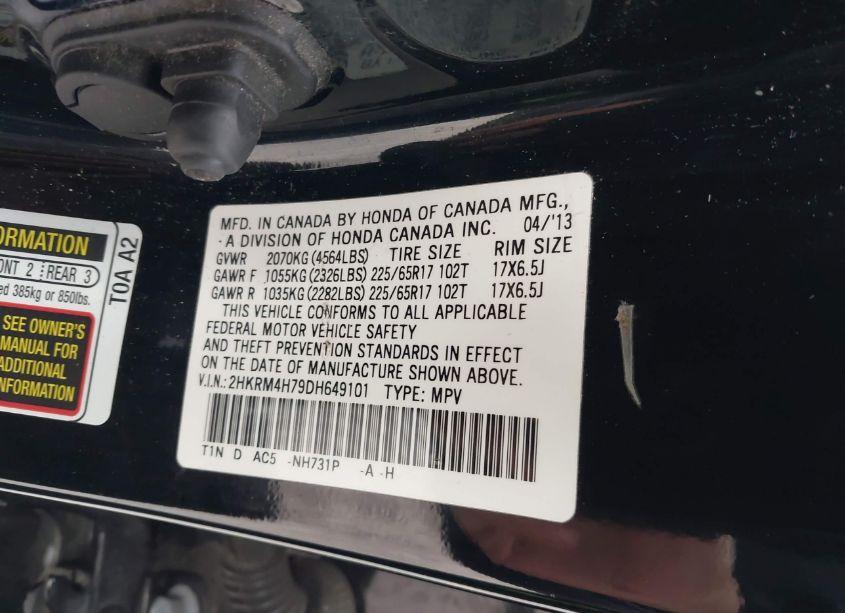 ORMATION
ONT 2 REAR 3
ed 385kg or 850lbs.
SEE OWNER'S
MANUAL FOR
ADDITIONAL
INFORMATION
T0A A2
MFD. IN CANADA BY HONDA OF CANADA MFG.,
-A DIVISION OF HONDA CANADA INC. 04/'13
GVWR 2070KG (4564LBS) TIRE SIZE RIM SIZE
GAWR F 1055KG (2326LBS) 225/65R17 102T 17X6.5J
GAWR R 1035KG (2282LBS) 225/65R17 102T 17X6.5J
THIS VEHICLE CONFORMS TO ALL APPLICABLE
FEDERAL MOTOR VEHICLE SAFETY
AND THEFT PREVENTION STANDARDS IN EFFECT
ON THE DATE OF MANUFACTURE SHOWN ABOVE.
V.I.N.: 2HKRM4H79DH649101 TYPE: MPV
T1N D AC5 -NH731P -A -H